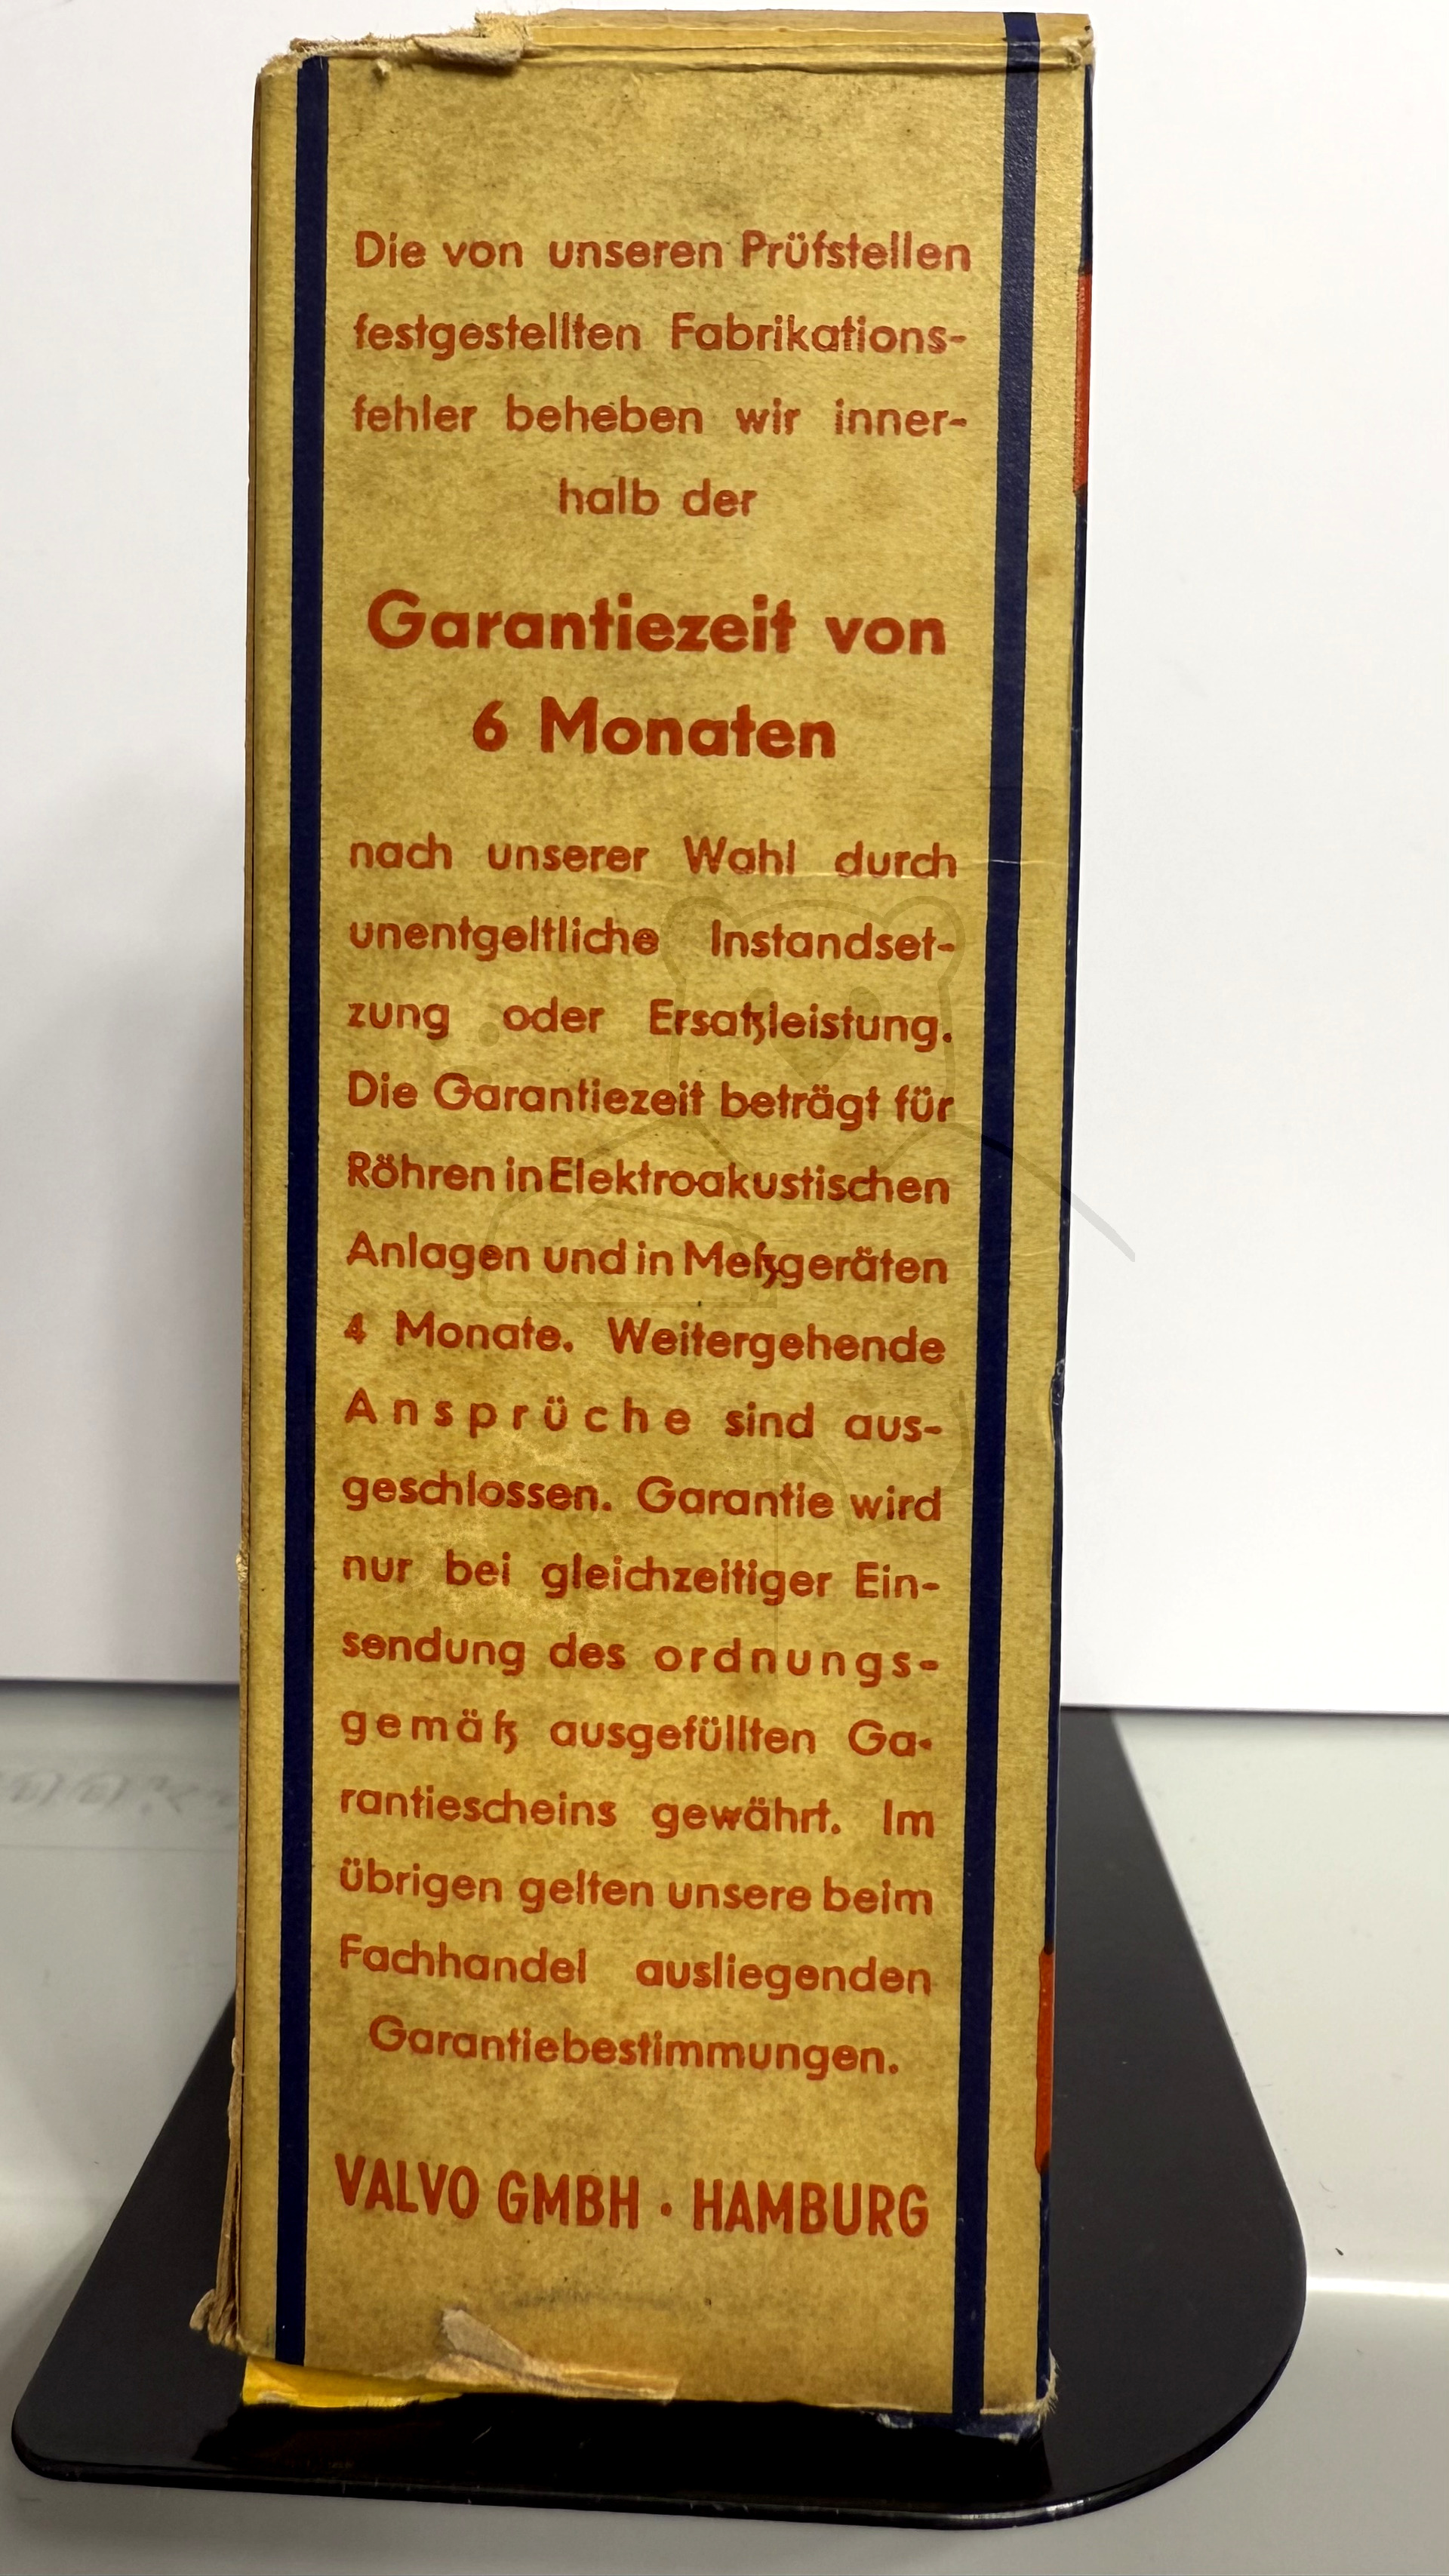 Die von unseren Prüfstellen
festgestellten Fabrikations-
fehler beheben wir inner-
halb der
Garantiezeit von
6 Monaten
nach unserer Wahl durch
unentgeltliche Instandset-
zung oder Ersatzleistung.
Die Garantiezeit beträgt für
Röhren in Elektroakustischen
Anlagen und in Meßgeräten
4 Monate. Weitergehende
Ansprüche sind aus-
geschlossen. Garantie wird
nur bei gleichzeitiger Ein-
sendung des ordnungs-
gemäß ausgefüllten Ga-
rantiescheins gewährt. Im
übrigen gelten unsere beim
Fachhandel ausliegenden
Garantiebestimmungen.
VALVO GMBH · HAMBURG